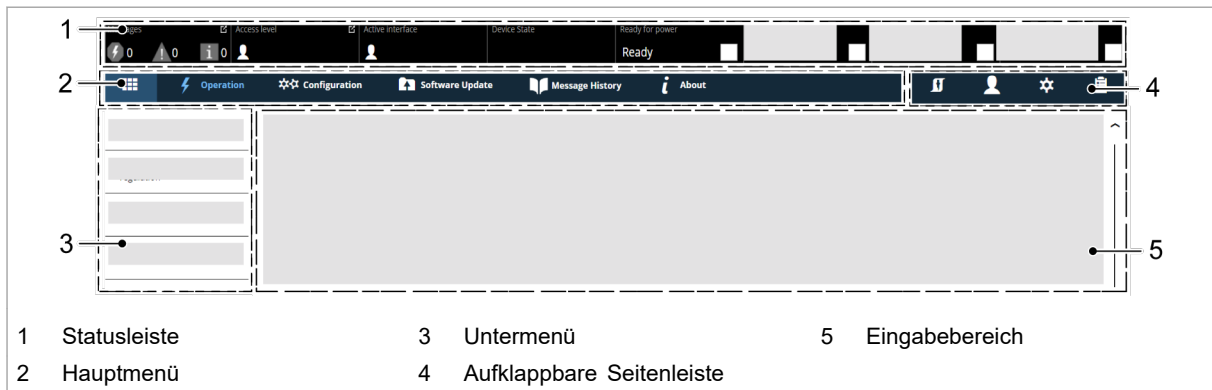 1
Access level
Active interface
Device State
Ready for power
0
0
0
Ready
2
Operation
Configuration
Software Update
Message History
About
4
3
5
1 Statusleiste
3 Untermenü
5 Eingabebereich
2 Hauptmenü
4 Aufklappbare Seitenleiste